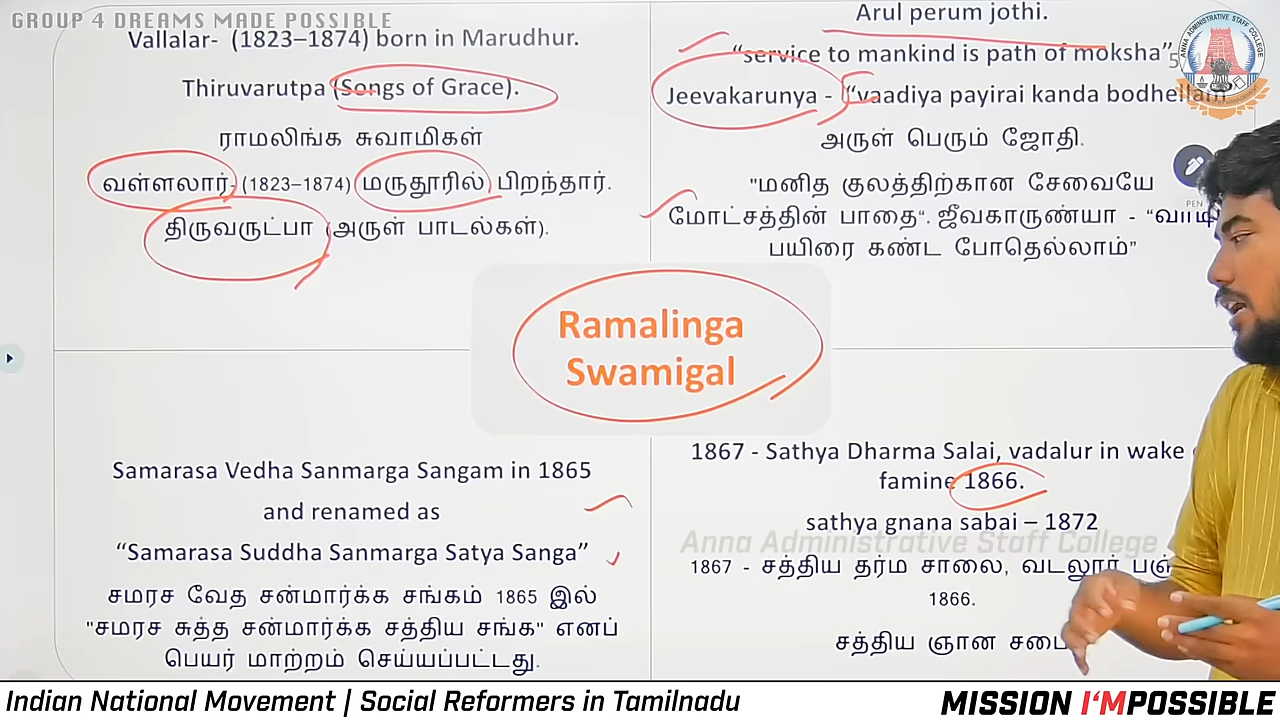 GROUP 4 DREAMS MADE POSSIBLE
Vallalar- (1823–1874) born in Marudhur.
Thiruvarutpa (Songs of Grace).
ராமலிங்க சுவாமிகள்
வள்ளலார்- (1823–1874) மருதூரில் பிறந்தார்.
திருவருட்பா (அருள் பாடல்கள்).
Arul perum jothi.
“service to mankind is path of moksha”
Jeevakarunya - “vaadiya payirai kanda bodhellam
அருள் பெரும் ஜோதி.
"மனித குலத்திற்கான சேவையே
மோட்சத்தின் பாதை“. ஜீவகாருண்யா -
பயிரை கண்ட போதெல்லாம்”
ANNA ADMINISTRATIVE STAFF COLLEGE
PEN
Ramalinga
Swamigal
Samarasa Vedha Sanmarga Sangam in 1865
and renamed as
“Samarasa Suddha Sanmarga Satya Sanga”
சமரச வேத சன்மார்க்க சங்கம் 1865 இல்
"சமரச சுத்த சன்மார்க்க சத்திய சங்க" எனப்
பெயர் மாற்றம் செய்யப்பட்டது.
1867 - Sathya Dharma Salai, vadalur in wake
famine 1866.
sathya gnana sabai – 1872
Anna Administrative Staff College
1867 - சத்திய தர்ம சாலை, வடலூர்
1866.
சத்திய ஞான
Indian National Movement | Social Reformers in Tamilnadu
MISSION I'MPOSSIBLE